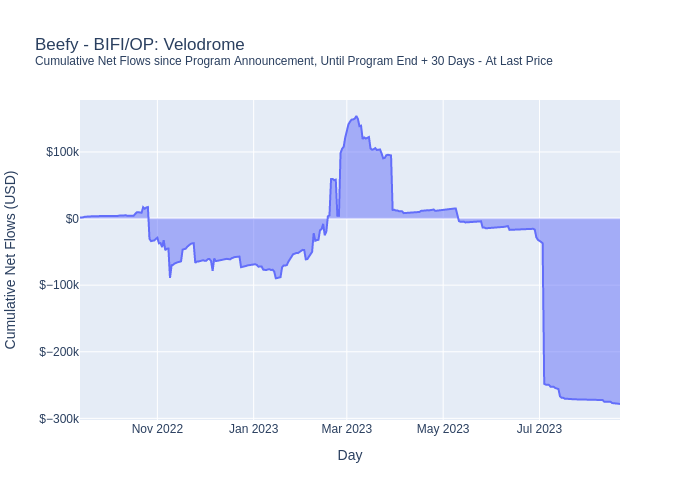 Beefy - BIFI/OP: Velodrome
Cumulative Net Flows since Program Announcement, Until Program End + 30 Days - At Last Price
Cumulative Net Flows (USD)
$100k
$0
$−100k
$−200k
$−300k
Nov 2022
Jan 2023
Mar 2023
May 2023
Jul 2023
Day